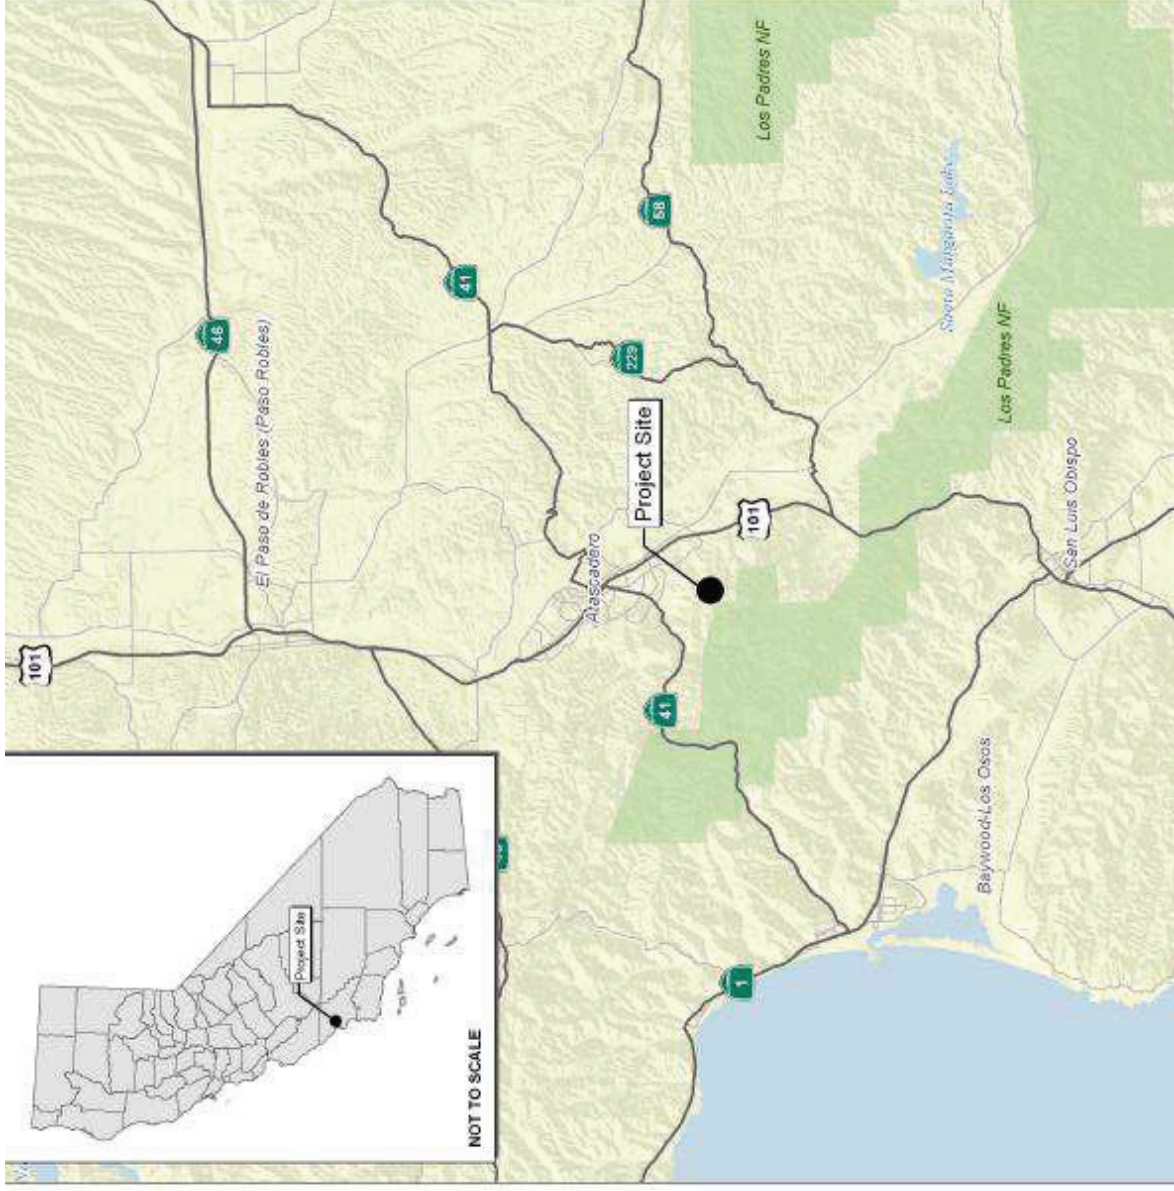 NOT TO SCALE
Project Site
101
El Paso de Robles (Paso Robles)
46
41
Atascadero
Project Site
229
58
101
41
1
Los Padres NF
Santa Margarita Lake
Los Padres NF
San Luis Obispo
Baywood-Los Osos